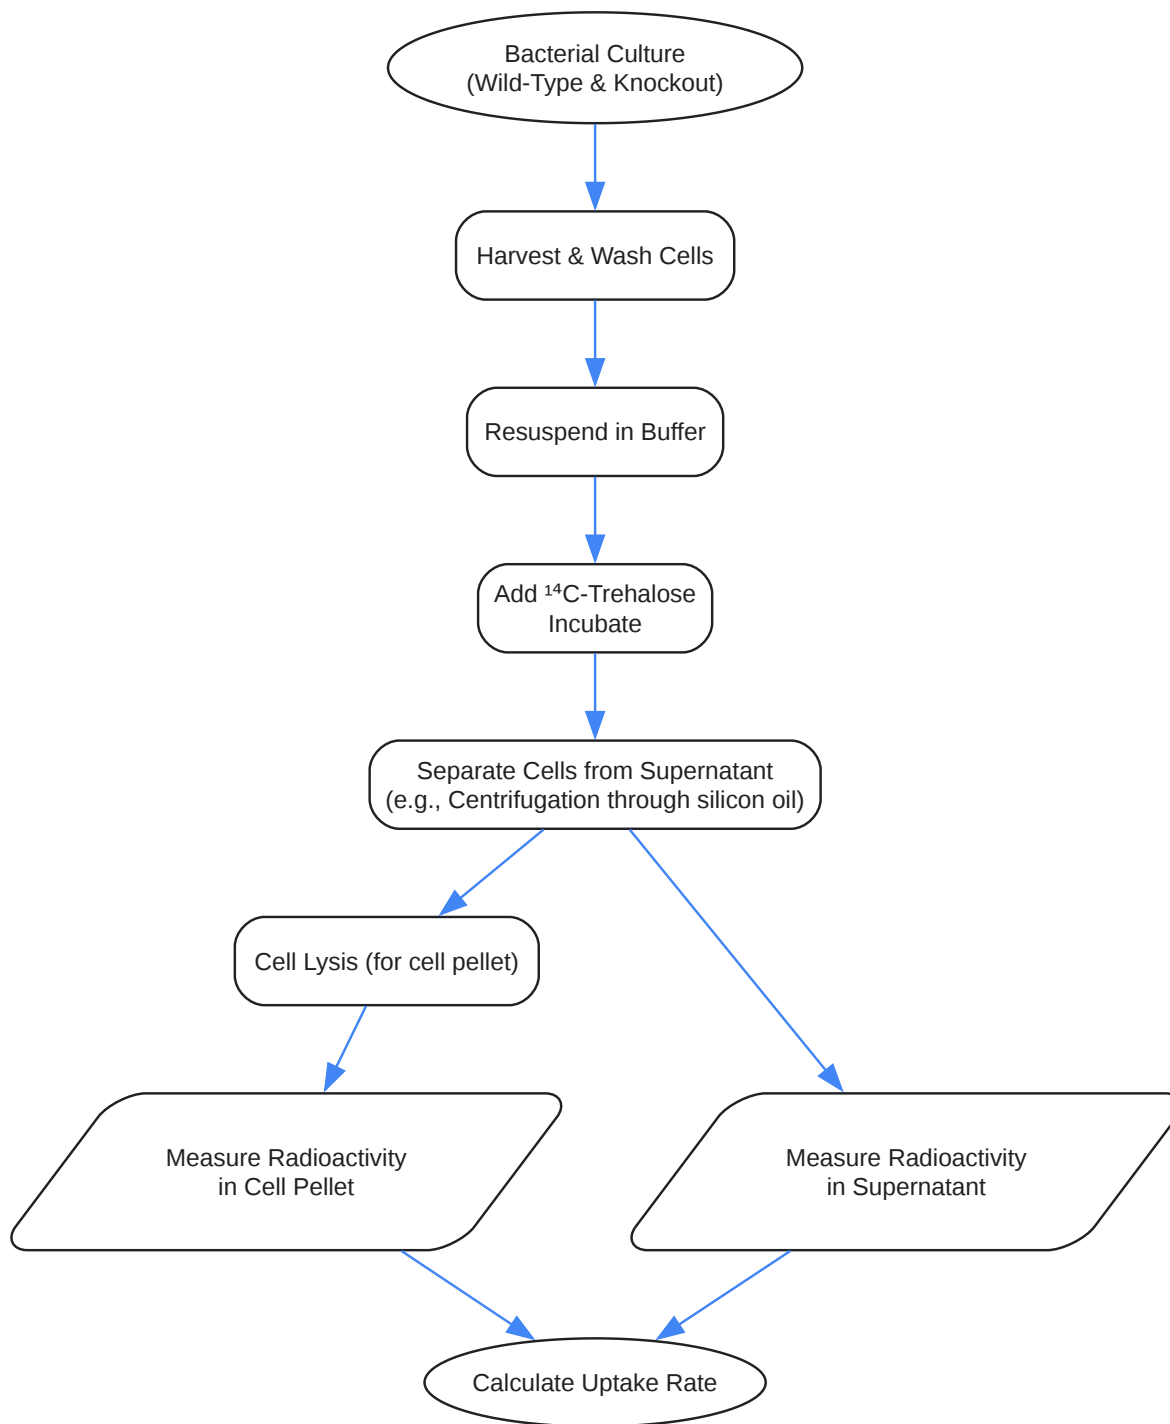 Bacterial Culture
(Wild-Type & Knockout)
Harvest & Wash Cells
Resuspend in Buffer
Add ¹⁴C-Trehalose
Incubate
Separate Cells from Supernatant
(e.g., Centrifugation through silicon oil)
Cell Lysis (for cell pellet)
Measure Radioactivity
in Cell Pellet
Measure Radioactivity
in Supernatant
Calculate Uptake Rate